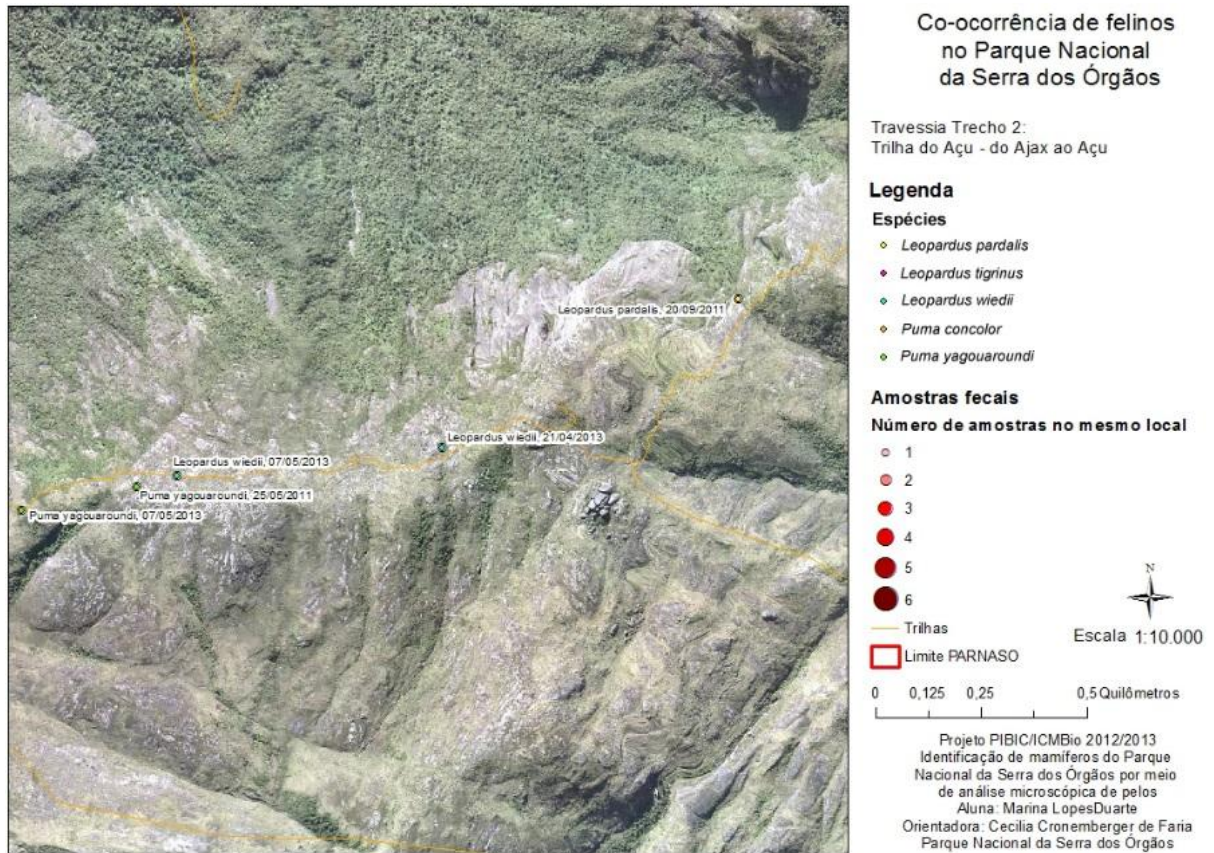 Co-ocorrência de felinos
no Parque Nacional
da Serra dos Órgãos
Travessia Trecho 2:
Trilha do Açu - do Ajax ao Açu
Legenda
Espécies
Leopardus pardalis
Leopardus tigrinus
Leopardus wiedii
Puma concolor
Puma yagouaroundi
Amostras fecais
Número de amostras no mesmo local
1
2
3
4
5
6
Trilhas
Limite PARNASO
N
Escala 1:10.000
0 0,125 0,25 0,5 Quilômetros
Projeto PIBIC/ICMBio 2012/2013
Identificação de mamíferos do Parque
Nacional da Serra dos Órgãos por meio
de análise microscópica de pelos
Aluna: Marina LopesDuarte
Orientadora: Cecilia Cronemberger de Faria
Parque Nacional da Serra dos Órgãos
Leopardus pardalis, 20/09/2011
Leopardus wiedii, 21/04/2013
Leopardus wiedii, 07/05/2013
Puma yagouaroundi, 25/05/2011
Puma yagouaroundi, 07/05/2013